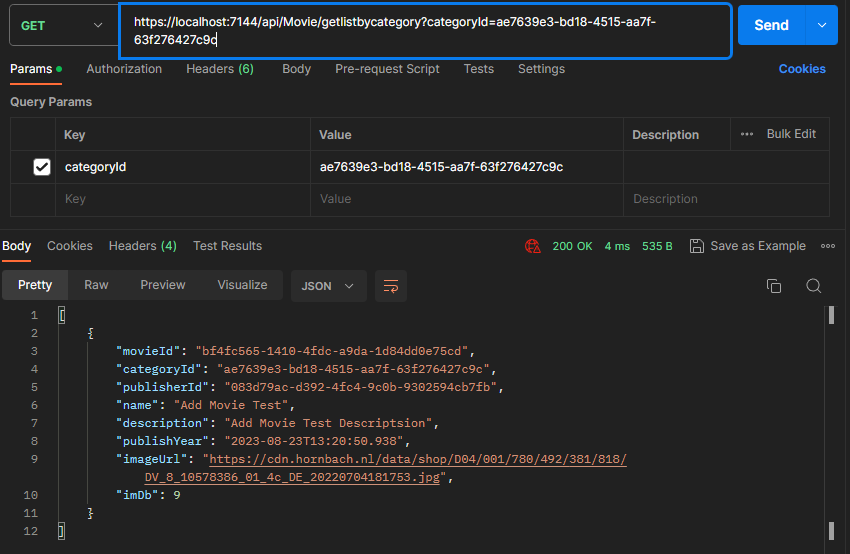 GET
https://localhost:7144/api/Movie/getlistbycategory?categoryId=ae7639e3-bd18-4515-aa7f-
63f276427c9c
Send
Params Authorization Headers (6) Body Pre-request Script Tests Settings Cookies
Query Params
Key Value Description ••• Bulk Edit
categoryId ae7639e3-bd18-4515-aa7f-63f276427c9c
Key Value Description
Body Cookies Headers (4) Test Results 200 OK 4 ms 535 B Save as Example
Pretty Raw Preview Visualize JSON
1 [
2 {
3 "movieId": "bf4fc565-1410-4fdc-a9da-1d84dd0e75cd",
4 "categoryId": "ae7639e3-bd18-4515-aa7f-63f276427c9c",
5 "publisherId": "083d79ac-d392-4fc4-9c0b-9302594cb7fb",
6 "name": "Add Movie Test",
7 "description": "Add Movie Test Descriptsion",
8 "publishYear": "2023-08-23T13:20:50.938",
9 "imageUrl": "https://cdn.hornbach.nl/data/shop/D04/001/780/492/381/818/
DV_8_10578386_01_4c_DE_20220704181753.jpg",
10 "imDb": 9
11 }
12 ]